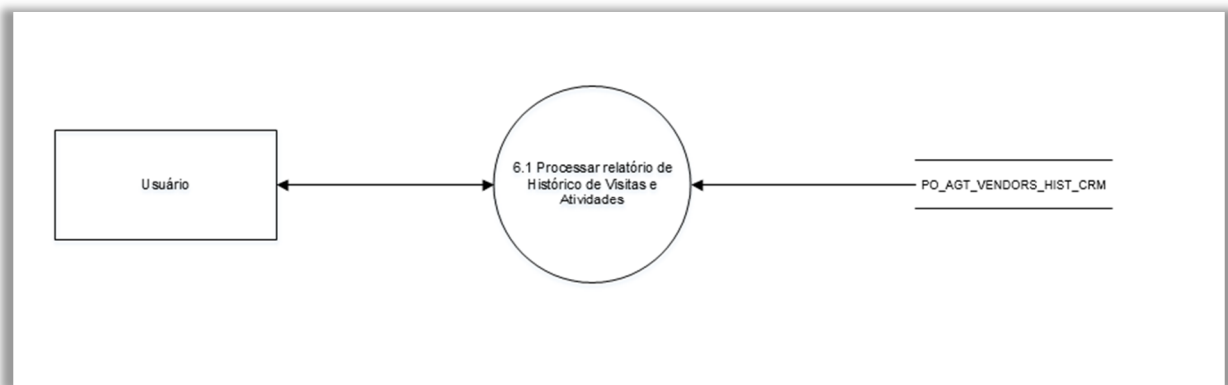 Usuário
6.1 Processar relatório de
Histórico de Visitas e
Atividades
PO_AGT_VENDORS_HIST_CRM